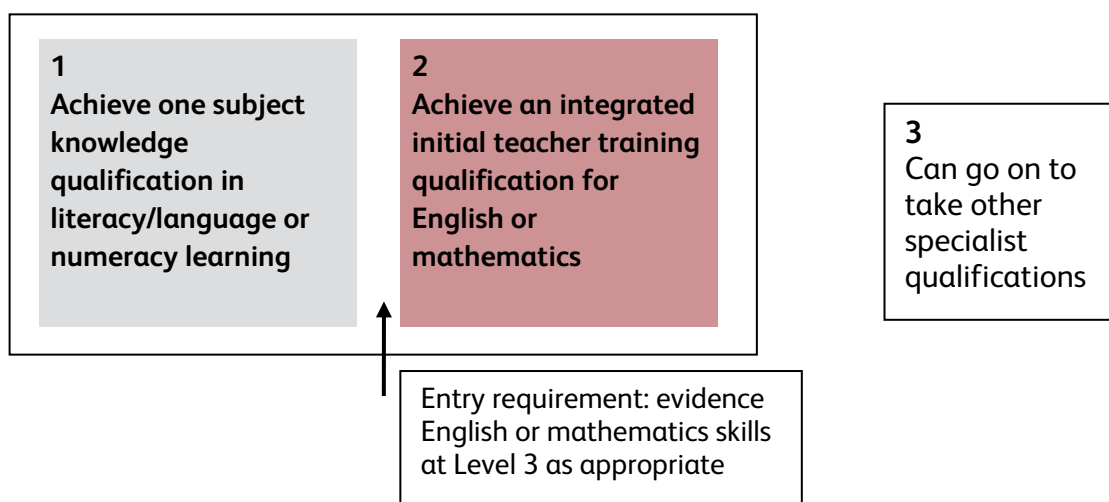 1
Achieve one subject
knowledge
qualification in
literacy/language or
numeracy learning
2
Achieve an integrated
initial teacher training
qualification for
English or
mathematics
3
Can go on to
take other
specialist
qualifications
Entry requirement: evidence
English or mathematics skills
at Level 3 as appropriate